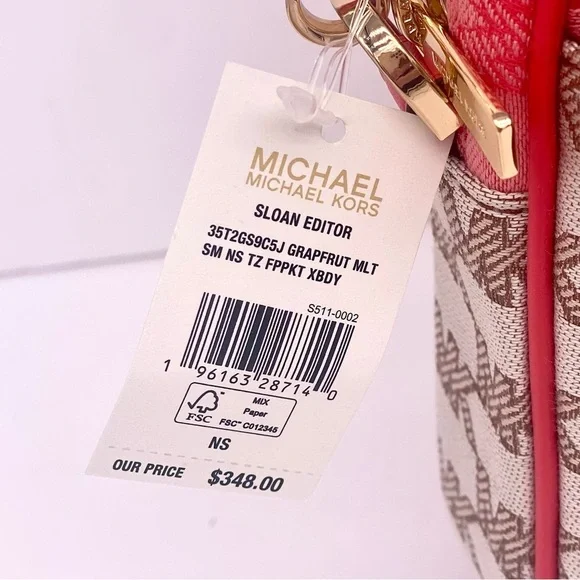 MICHAEL
MICHAEL KORS
SLOAN EDITOR
35T2GS9C5J GRAPFRUT MLT
SM NS TZ FPPKT XBDY
S511-0002
1 96163 28714 0
FSC
MIX
Paper
FSC™ C012345
NS
OUR PRICE $348.00